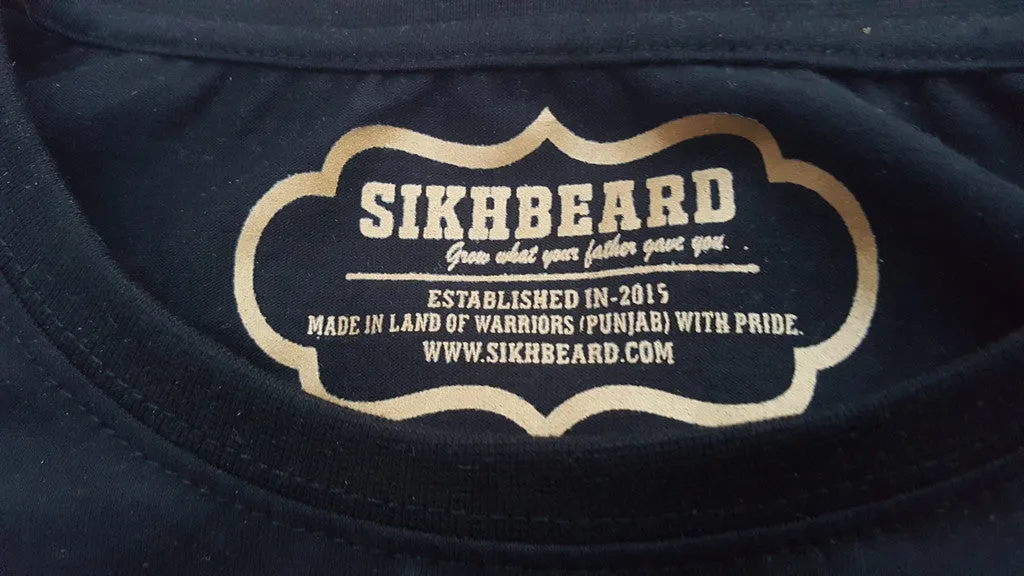 SIKHBEARD
Grow what your father gave you. . .
ESTABLISHED IN-2015
MADE IN LAND OF WARRIORS (PUNJAB) WITH PRIDE.
WWW.SIKHBEARD.COM